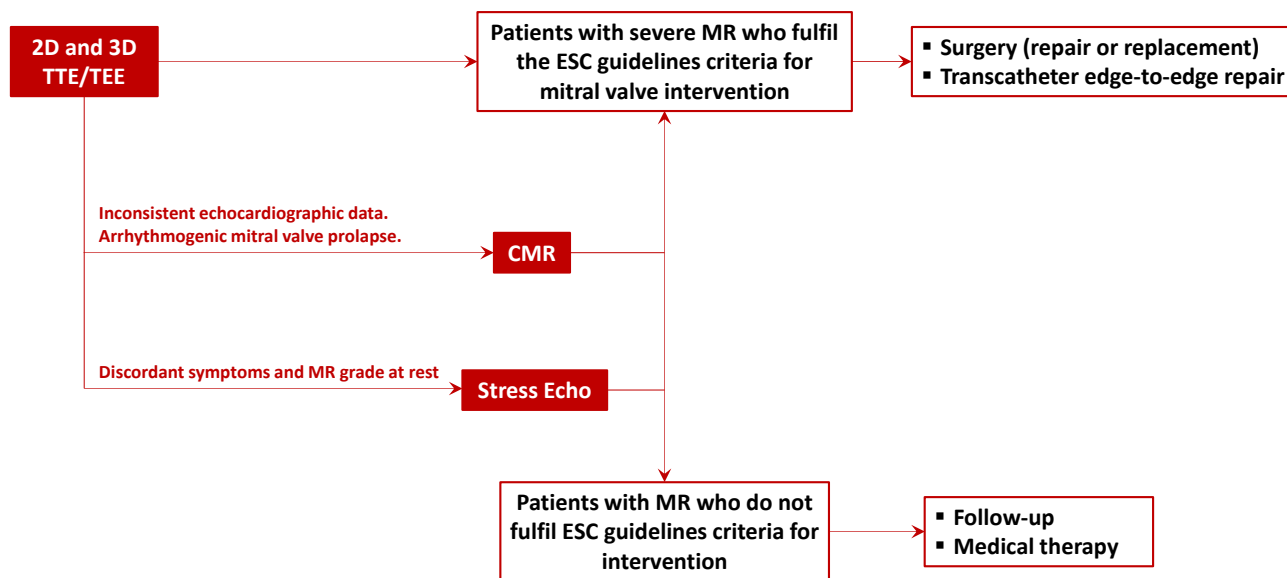 2D and 3D
TTE/TEE
Patients with severe MR who fulfil
the ESC guidelines criteria for
mitral valve intervention
▪ Surgery (repair or replacement)
▪ Transcatheter edge-to-edge repair
Inconsistent echocardiographic data.
Arrhythmogenic mitral valve prolapse.
CMR
Discordant symptoms and MR grade at rest
Stress Echo
Patients with MR who do not
fulfil ESC guidelines criteria for
intervention
▪ Follow-up
▪ Medical therapy